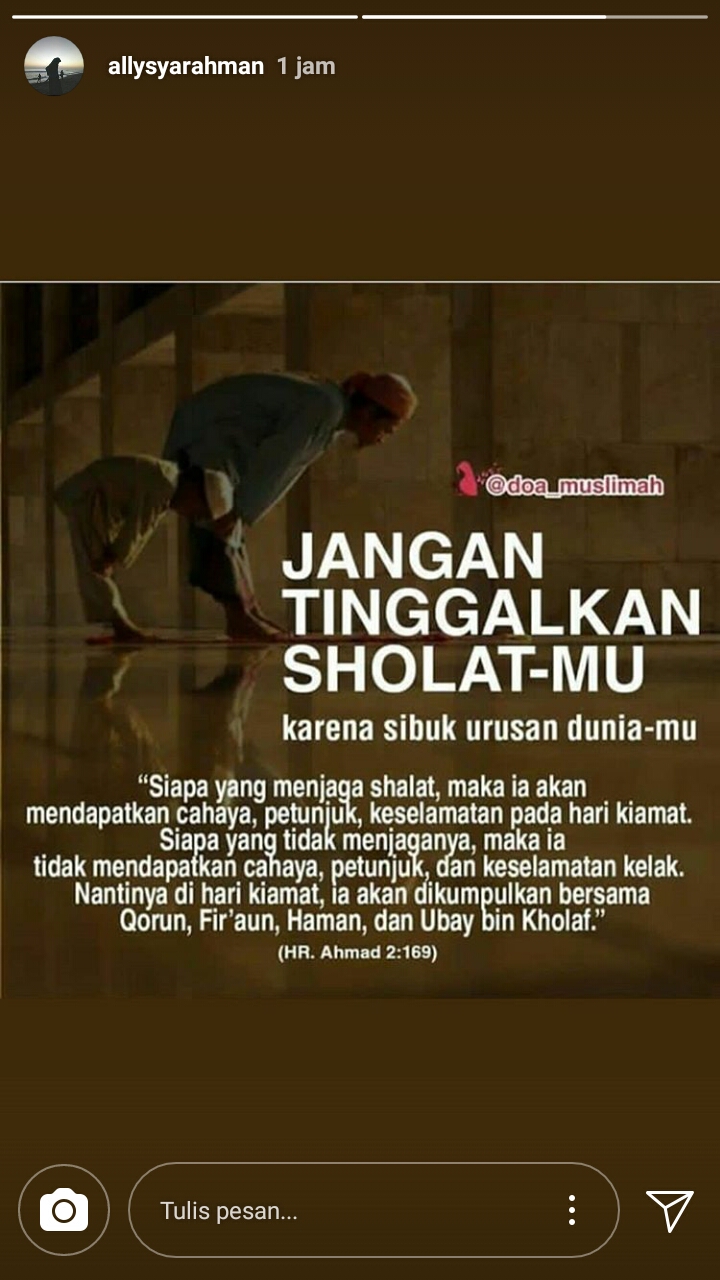 allysyarahman 1 jam
@doa_muslimah
JANGAN
TINGGALKAN
SHOLAT-MU
karena sibuk urusan dunia-mu
“Siapa yang menjaga shalat, maka ia akan
mendapatkan cahaya, petunjuk, keselamatan pada hari kiamat.
Siapa yang tidak menjaganya, maka ia
tidak mendapatkan cahaya, petunjuk, dan keselamatan kelak.
Nantinya di hari kiamat, ia akan dikumpulkan bersama
Qorun, Fir’aun, Haman, dan Ubay bin Kholaf.”
(HR. Ahmad 2:169)
Tulis pesan...